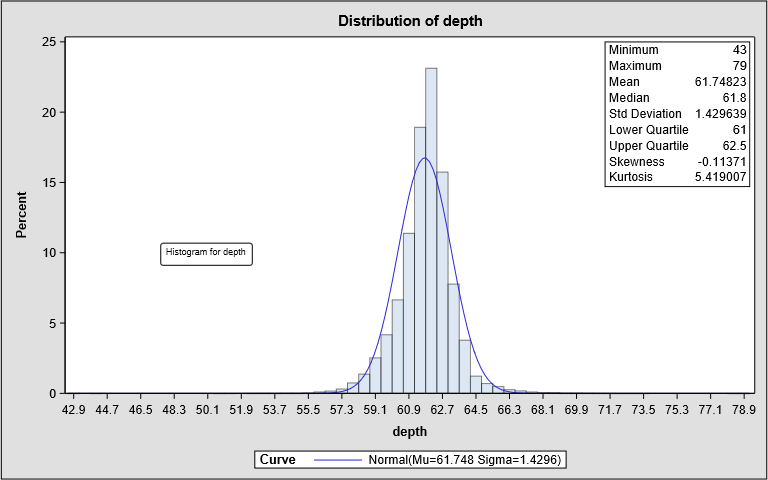 Distribution of depth
25
20
15
10
5
0
Percent
Minimum 43
Maximum 79
Mean 61.74823
Median 61.8
Std Deviation 1.429639
Lower Quartile 61
Upper Quartile 62.5
Skewness -0.11371
Kurtosis 5.419007
Histogram for depth
42.9 44.7 46.5 48.3 50.1 51.9 53.7 55.5 57.3 59.1 60.9 62.7 64.5 66.3 68.1 69.9 71.7 73.5 75.3 77.1 78.9
depth
Curve Normal(Mu=61.748 Sigma=1.4296)